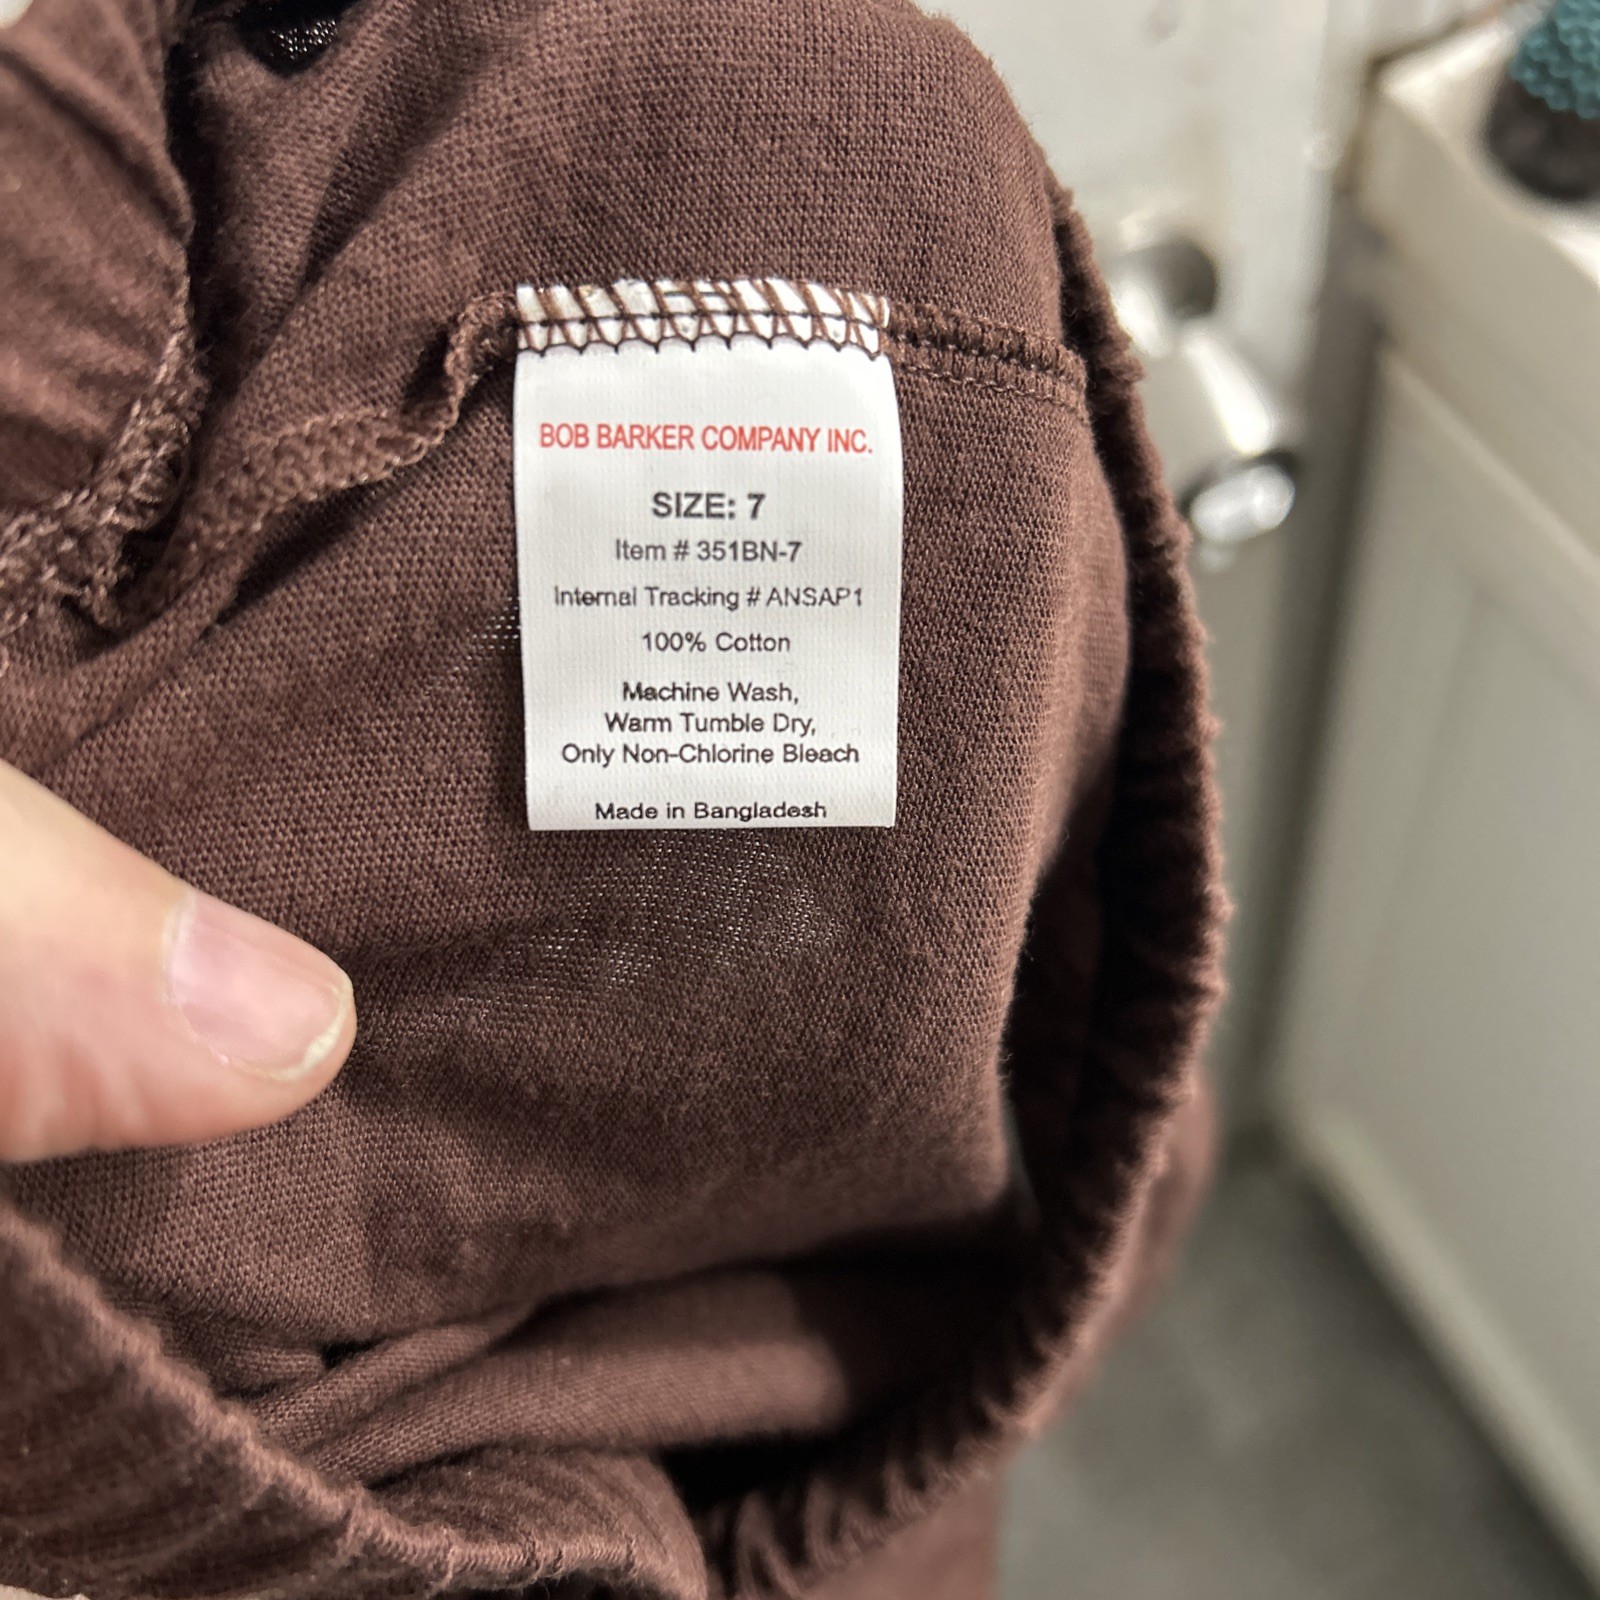 BOB BARKER COMPANY INC.
SIZE: 7
Item # 351BN-7
Internal Tracking # ANSAP1
100% Cotton
Machine Wash,
Warm Tumble Dry,
Only Non-Chlorine Bleach
Made in Bangladesh